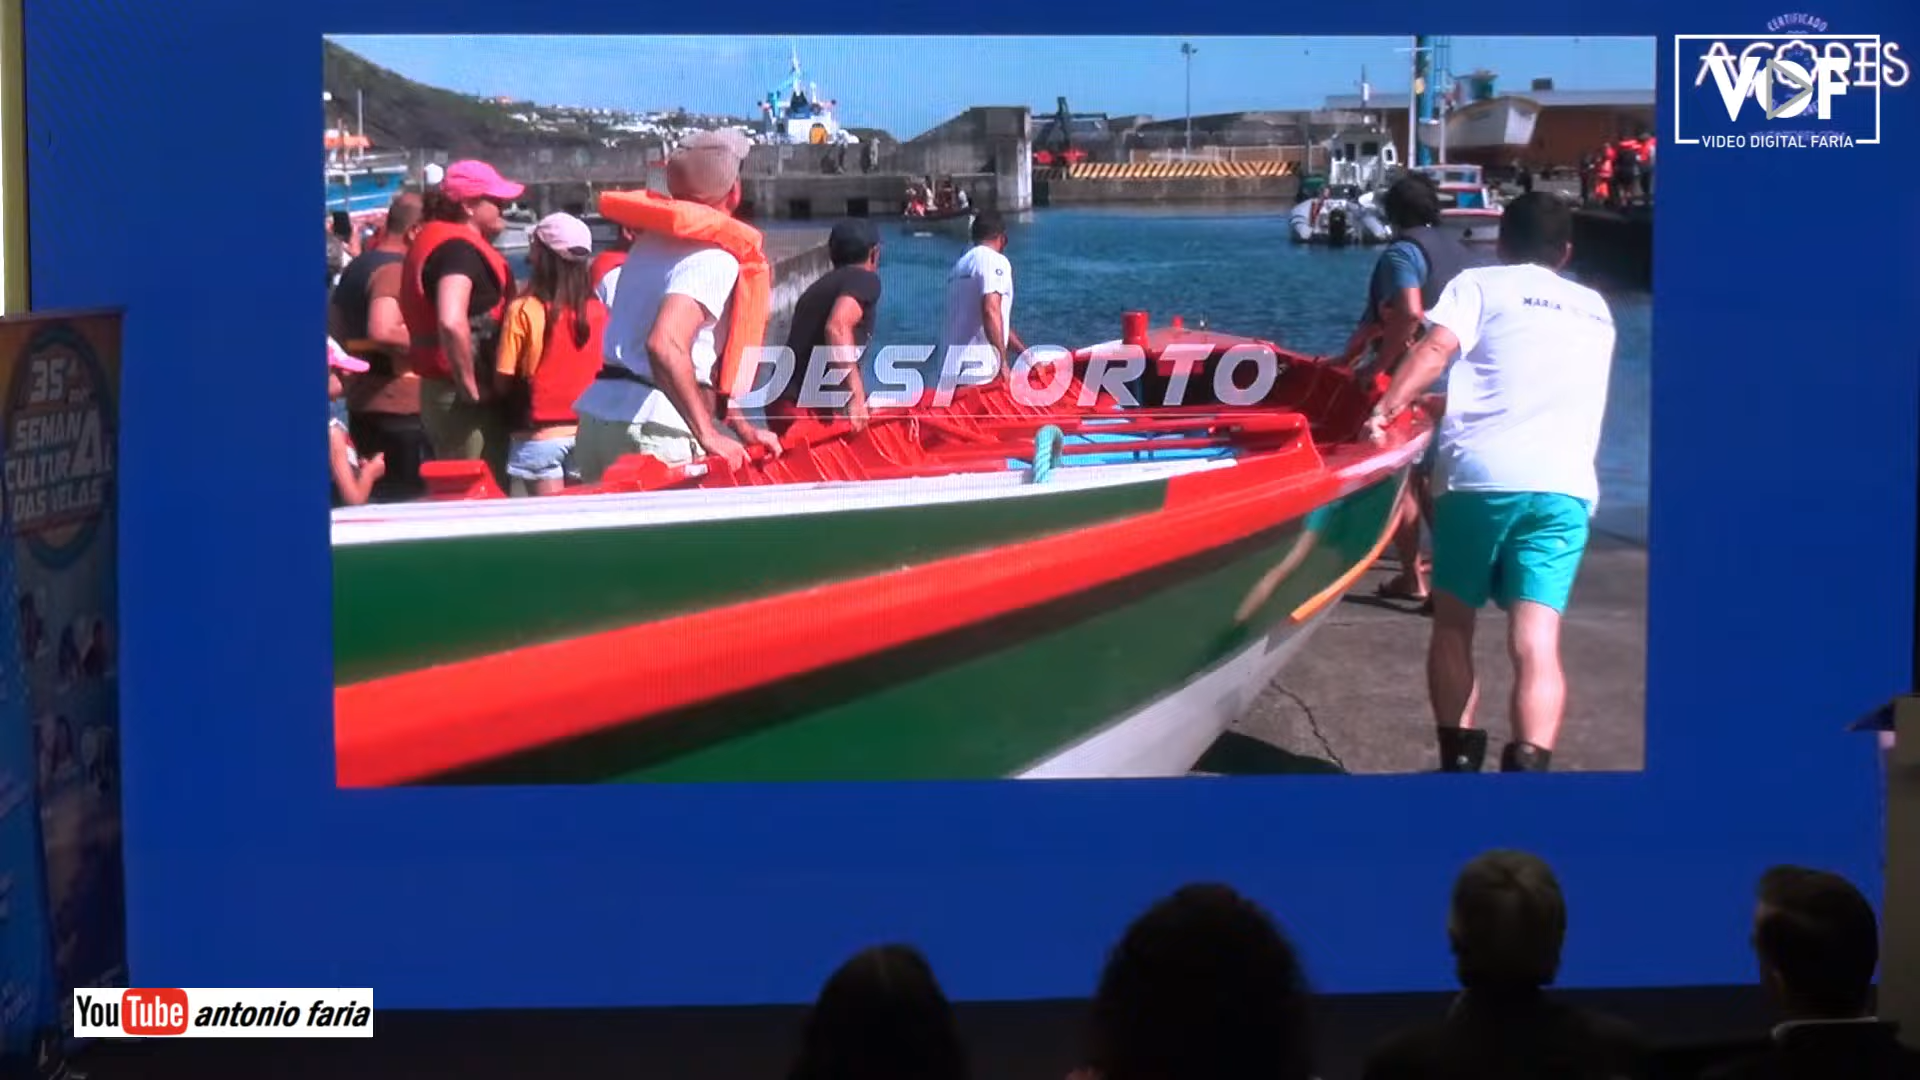 CERTIFICADO
AÇORES
VDF
VIDEO DIGITAL FARIA
DESPORTO
35ª
SEMANA
CULTURAL
DAS VELAS
YouTube antonio faria